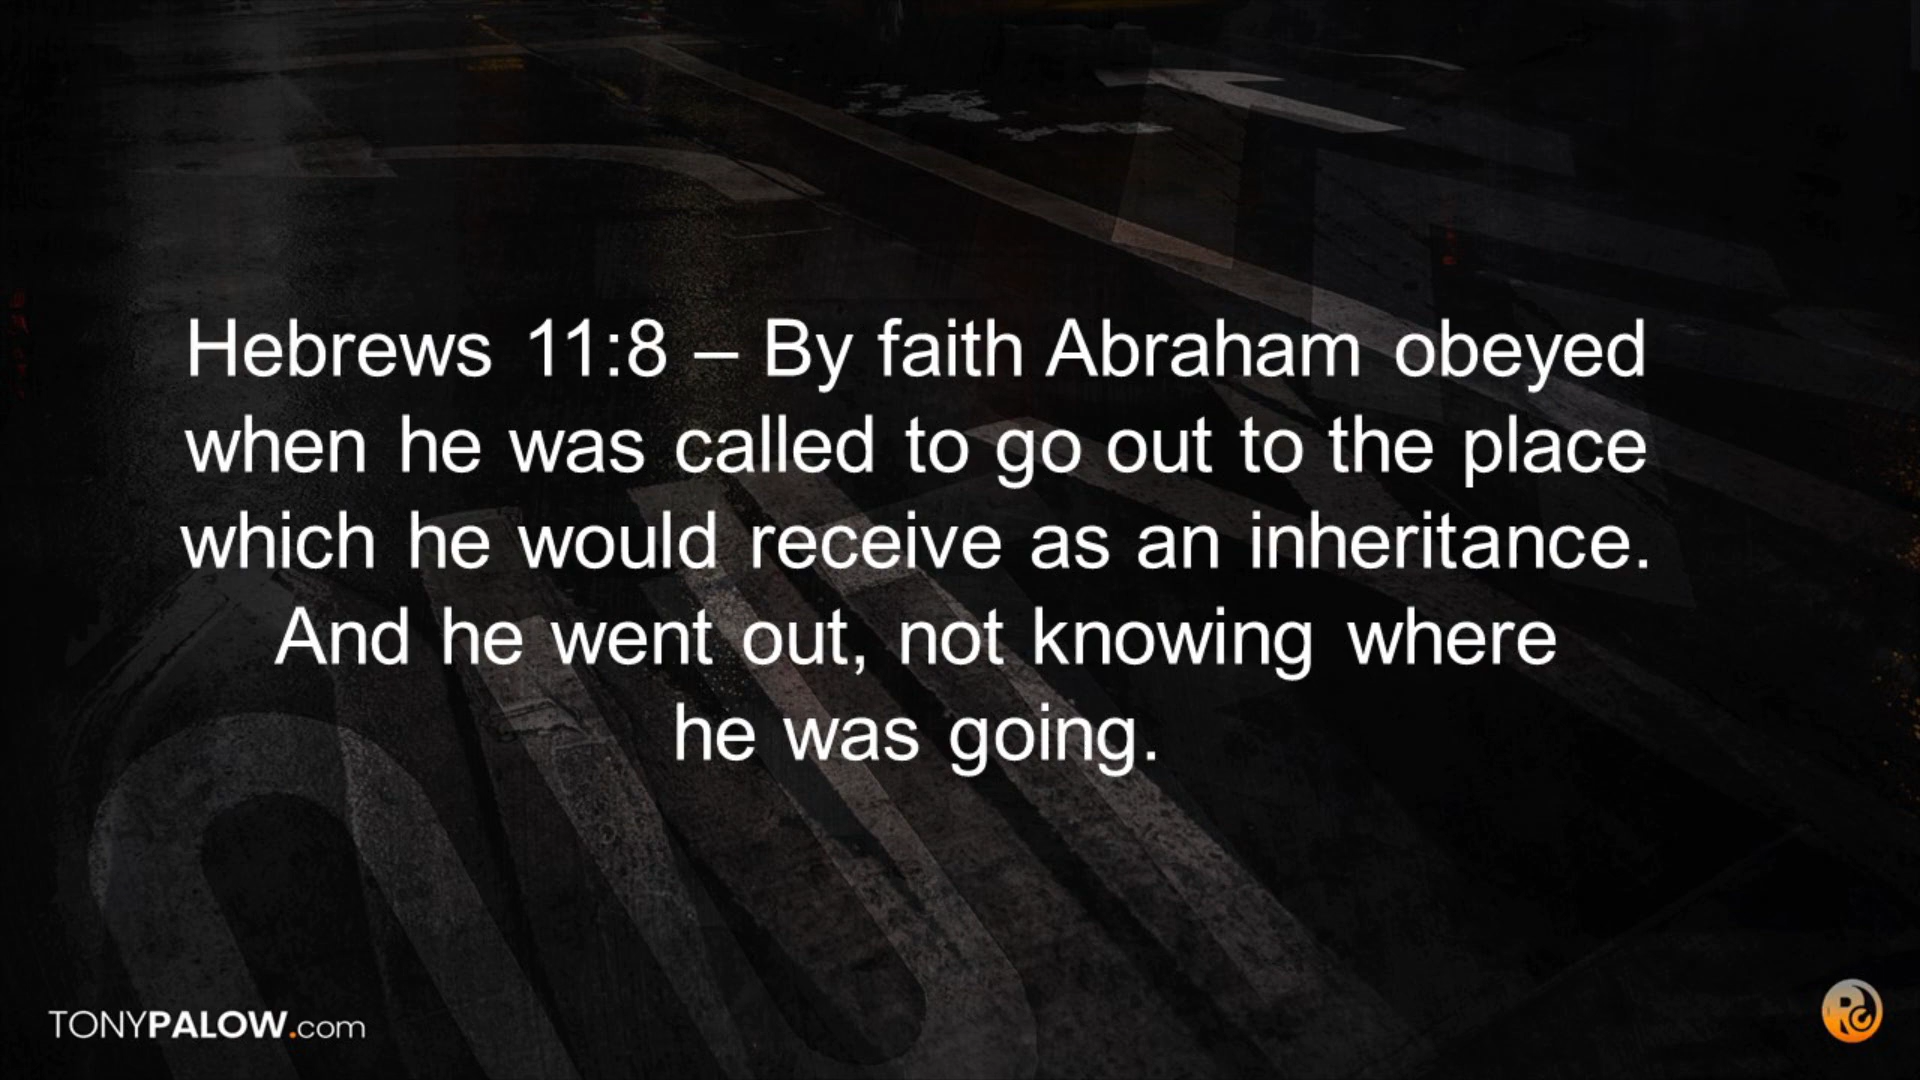 Hebrews 11:8 – By faith Abraham obeyed
when he was called to go out to the place
which he would receive as an inheritance.
And he went out, not knowing where
he was going.
TONYPALOW.com